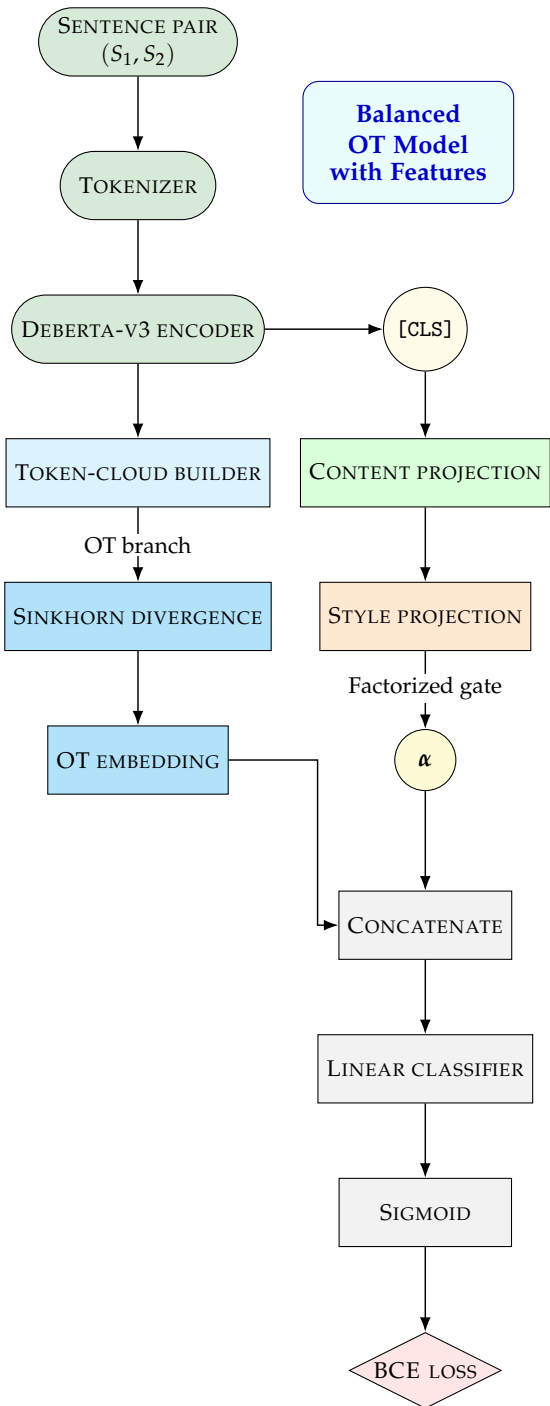 SENTENCE PAIR
(S₁, S₂)
Balanced
OT Model
with Features
TOKENIZER
DEBERTA-V3 ENCODER
[CLS]
TOKEN-CLOUD BUILDER
CONTENT PROJECTION
OT branch
SINKHORN DIVERGENCE
STYLE PROJECTION
Factorized gate
OT EMBEDDING
α
CONCATENATE
LINEAR CLASSIFIER
SIGMOID
BCE LOSS